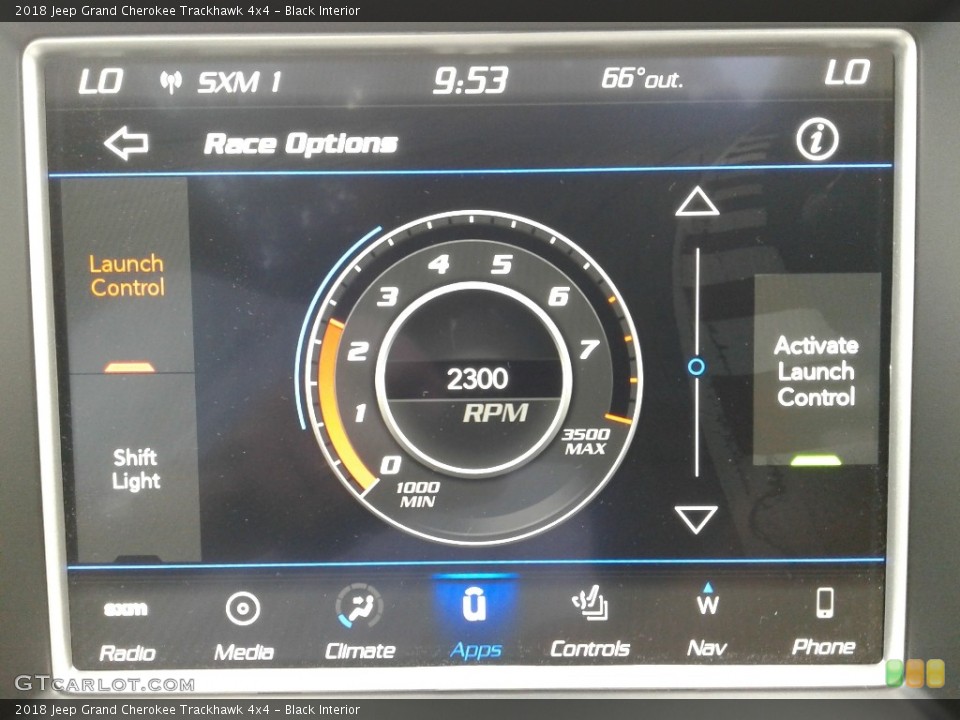 2018 Jeep Grand Cherokee Trackhawk 4x4 - Black Interior
LO SXM 1 9:53 66° out. LO
Race Options i
Launch
Control
Shift
Light
0
1
2
3
4
5
6
7
2300
RPM
1000
MIN
3500
MAX
Activate
Launch
Control
sxm
Radio
Media
Climate
ü
Apps
Controls
W
Nav
Phone
GTcarlot.com
2018 Jeep Grand Cherokee Trackhawk 4x4 - Black Interior